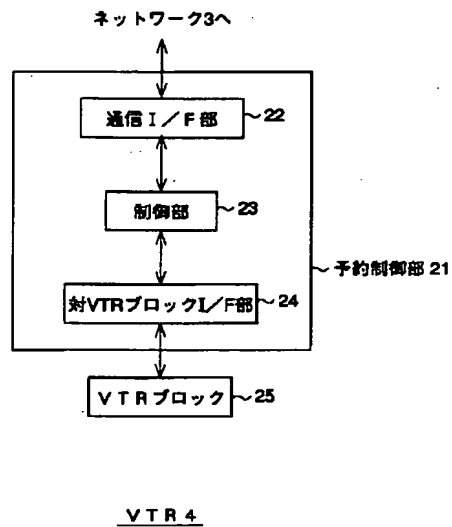 ネットワーク3へ
通信I/F部 22
制御部 23
予約制御部 21
対VTRブロックI/F部 24
VTRブロック 25
VTR4